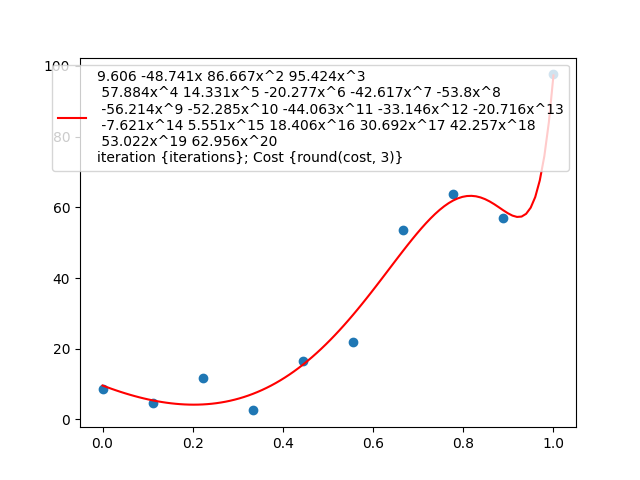 100
9.606 -48.741x 86.667x^2 95.424x^3
57.884x^4 14.331x^5 -20.277x^6 -42.617x^7 -53.8x^8
-56.214x^9 -52.285x^10 -44.063x^11 -33.146x^12 -20.716x^13
-7.621x^14 5.551x^15 18.406x^16 30.692x^17 42.257x^18
53.022x^19 62.956x^20
iteration {iterations}; Cost {round(cost, 3)}
80
60
40
20
0
0.0 0.2 0.4 0.6 0.8 1.0